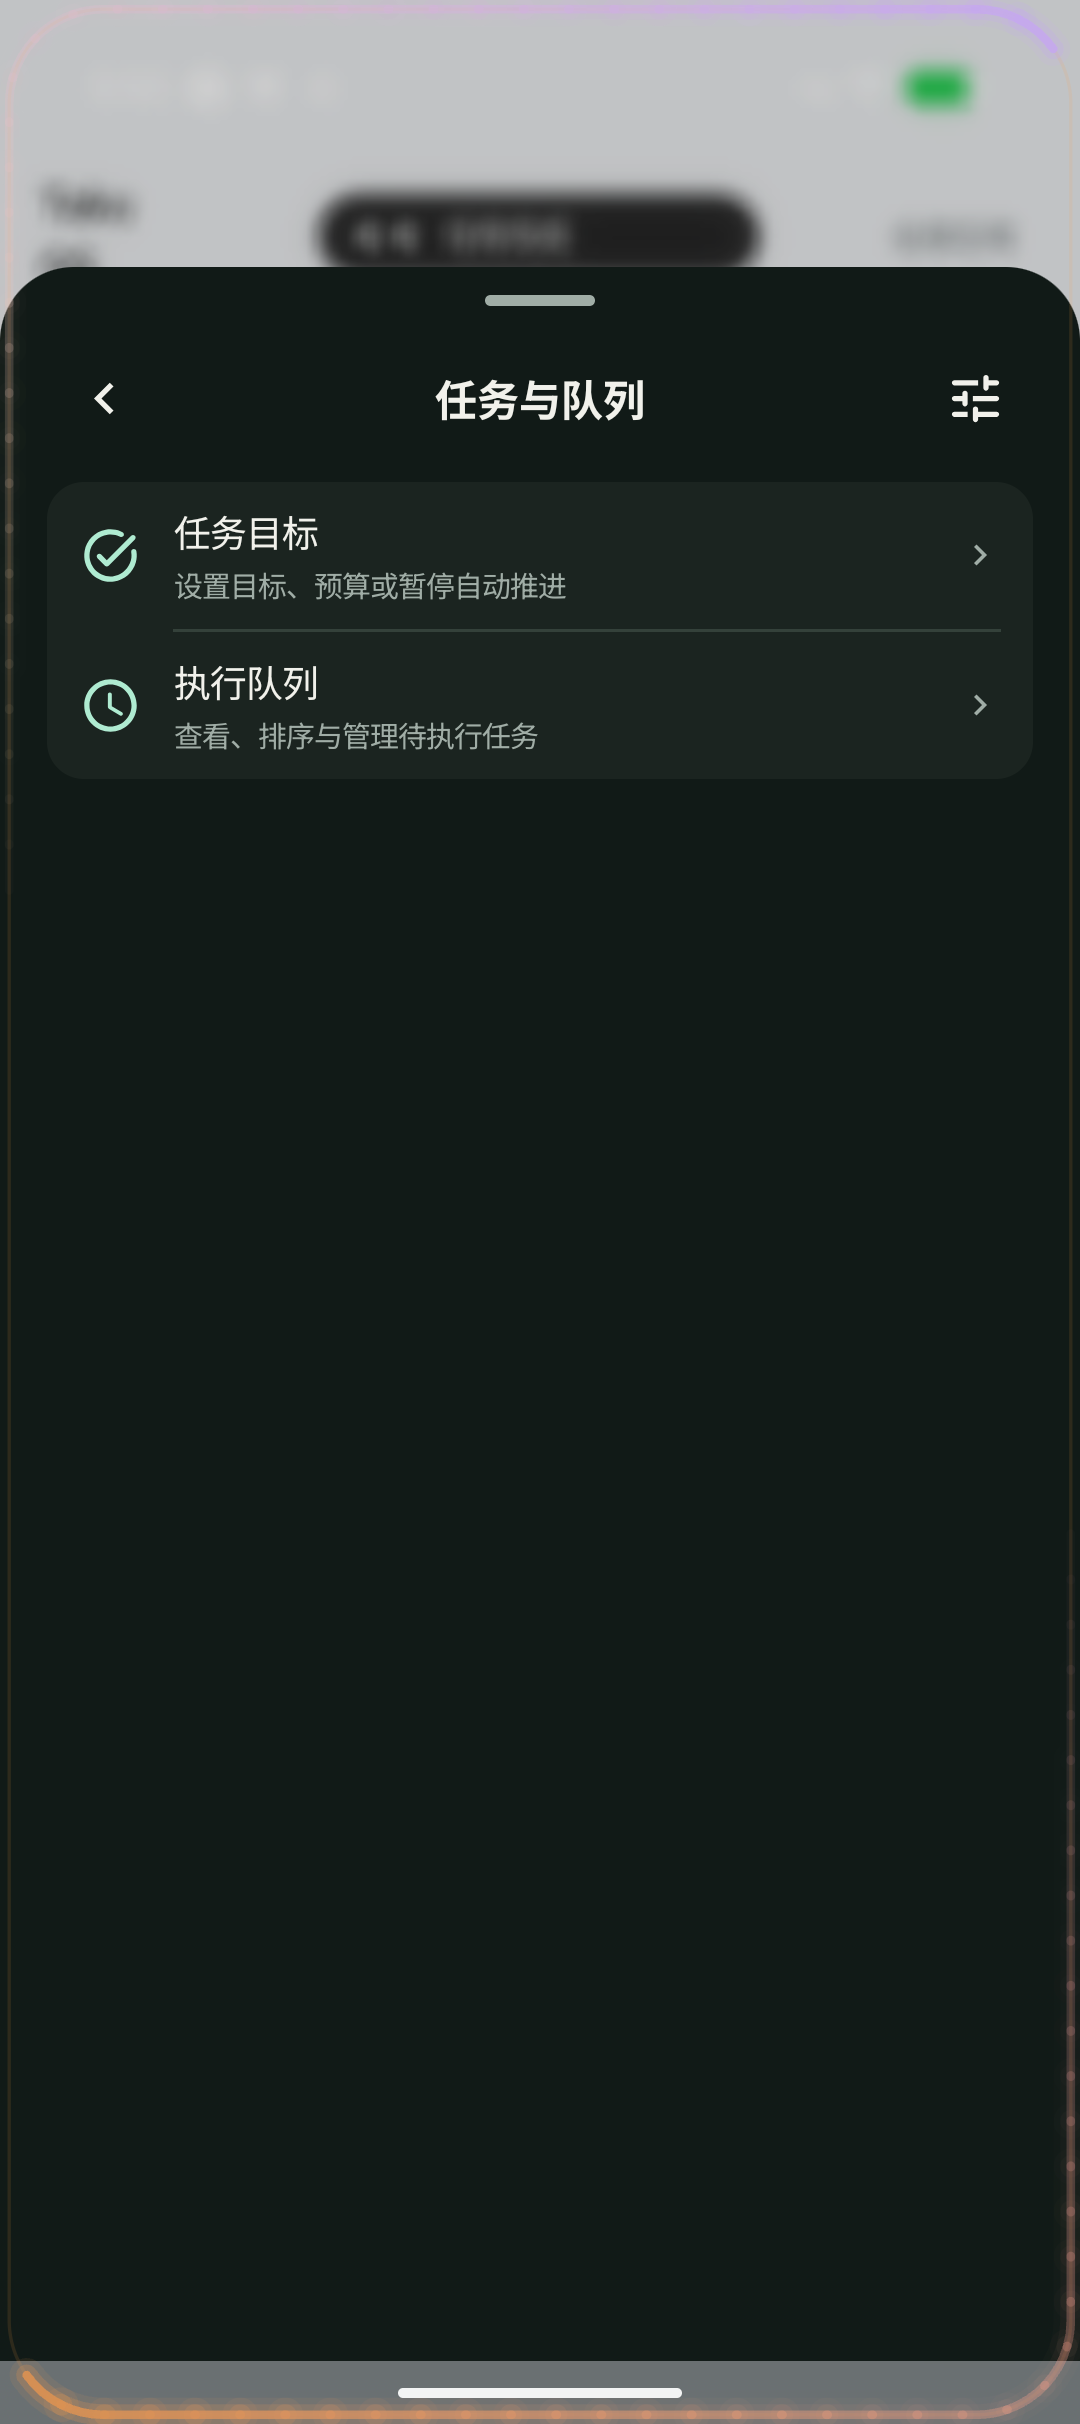 任务与队列
任务目标
设置目标、预算或暂停自动推进
执行队列
查看、排序与管理待执行任务